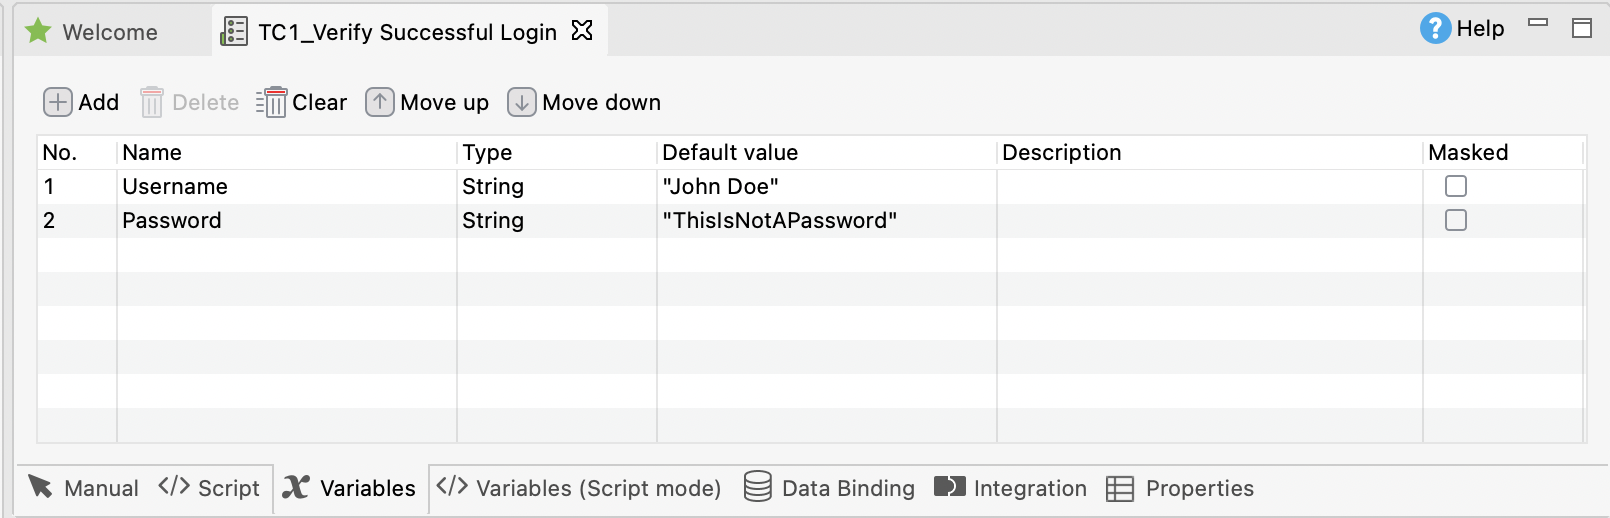 Welcome TC1_Verify Successful Login Help
Add Delete Clear Move up Move down
No. Name Type Default value Description Masked
1 Username String "John Doe"
2 Password String "ThisIsNotAPassword"
Manual </> Script Variables </> Variables (Script mode) Data Binding Integration Properties